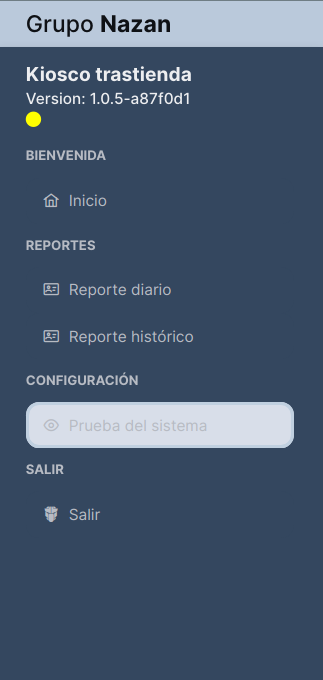 Grupo Nazan
Kiosco trastienda
Version: 1.0.5-a87f0d1
BIENVENIDA
Inicio
REPORTES
Reporte diario
Reporte histórico
CONFIGURACIÓN
Prueba del sistema
SALIR
Salir